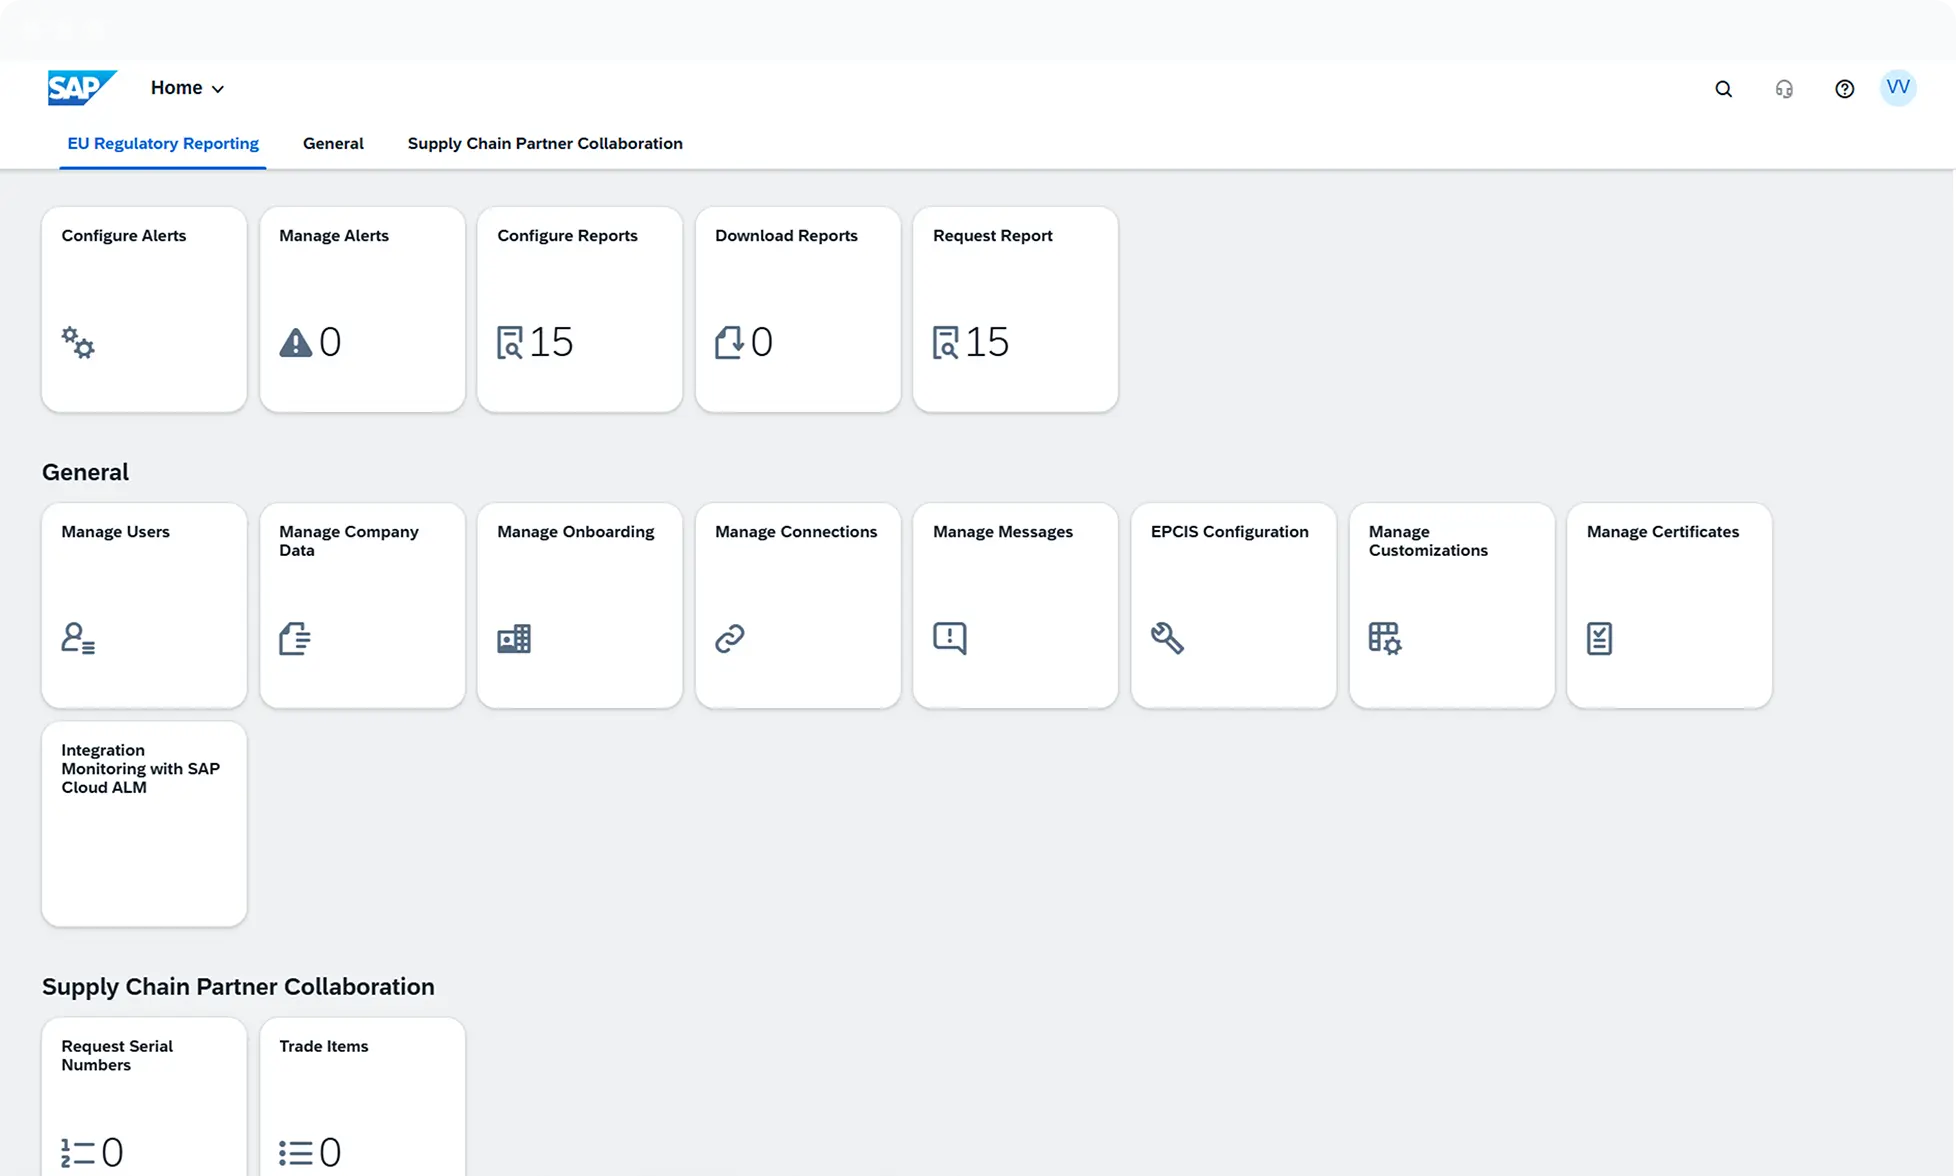 SAP
Home
VV
EU Regulatory Reporting
General
Supply Chain Partner Collaboration
Configure Alerts
Manage Alerts
0
Configure Reports
15
Download Reports
0
Request Report
15
General
Manage Users
Manage Company
Data
Manage Onboarding
Manage Connections
Manage Messages
EPCIS Configuration
Manage
Customizations
Manage Certificates
Integration
Monitoring with SAP
Cloud ALM
Supply Chain Partner Collaboration
Request Serial
Numbers
0
Trade Items
0